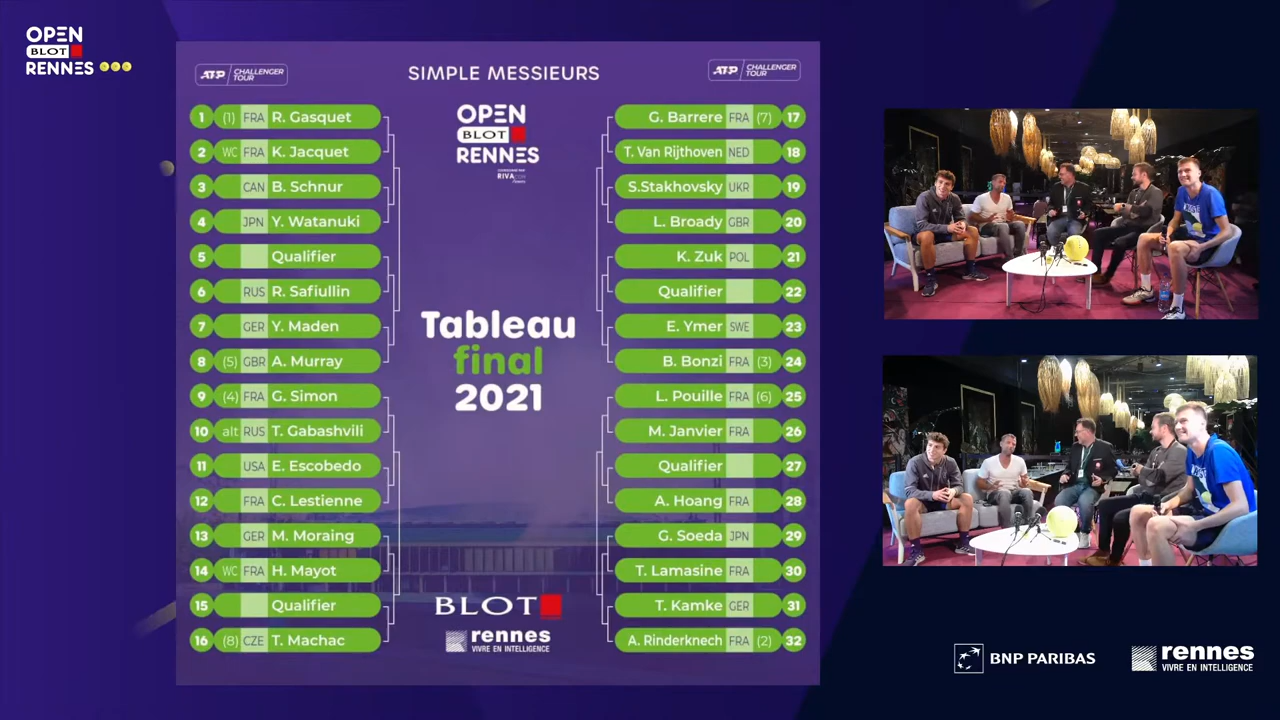 OPEN
BLOT
RENNES
ATP CHALLENGER TOUR
SIMPLE MESSIEURS
ATP CHALLENGER TOUR
OPEN
BLOT
RENNES
1 (1) FRA R. Gasquet
2 WC FRA K. Jacquet
3 CAN B. Schnur
4 JPN Y. Watanuki
5 Qualifier
6 RUS R. Safiullin
7 GER Y. Maden
8 (5) GBR A. Murray
9 (4) FRA G. Simon
10 alt RUS T. Gabashvili
11 USA E. Escobedo
12 FRA C. Lestienne
13 GER M. Moraing
14 WC FRA H. Mayot
15 Qualifier
16 (8) CZE T. Machac
Tableau
final
2021
BLOT
rennes
VIVRE EN INTELLIGENCE
G. Barrere FRA (7) 17
T. Van Rijthoven NED 18
S.Stakhovsky UKR 19
L. Broady GBR 20
K. Zuk POL 21
Qualifier 22
E. Ymer SWE 23
B. Bonzi FRA (3) 24
L. Pouille FRA (6) 25
M. Janvier FRA 26
Qualifier 27
A. Hoang FRA 28
G. Soeda JPN 29
T. Lamasine FRA 30
T. Kamke GER 31
A. Rinderknech FRA (2) 32
BNP PARIBAS
rennes
VIVRE EN INTELLIGENCE